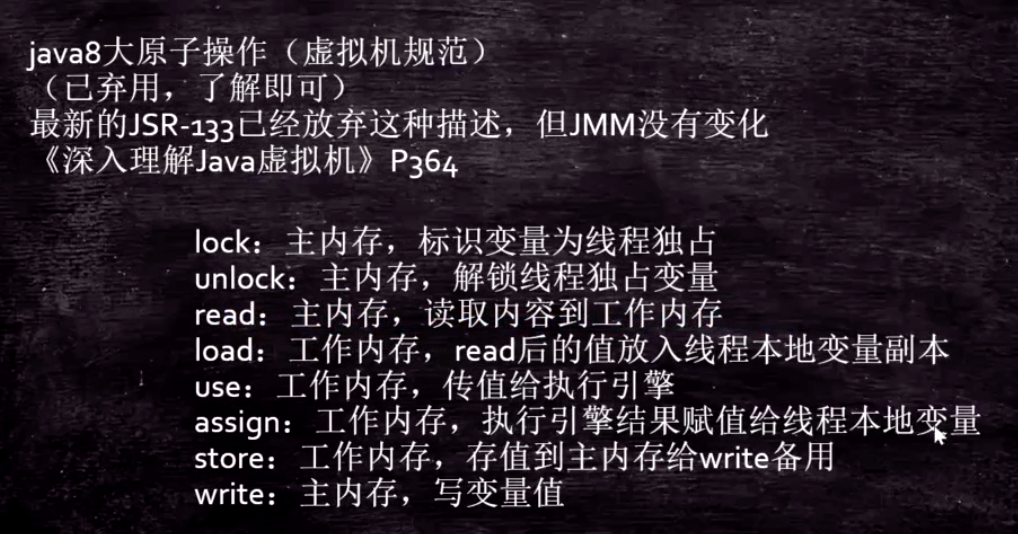 java8大原子操作（虚拟机规范）
（已弃用，了解即可）
最新的JSR-133已经放弃这种描述，但JMM没有变化
《深入理解Java虚拟机》P364
lock：主内存，标识变量为线程独占
unlock：主内存，解锁线程独占变量
read：主内存，读取内容到工作内存
load：工作内存，read后的值放入线程本地变量副本
use：工作内存，传值给执行引擎
assign：工作内存，执行引擎结果赋值给线程本地变量
store：工作内存，存值到主内存给write备用
write：主内存，写变量值